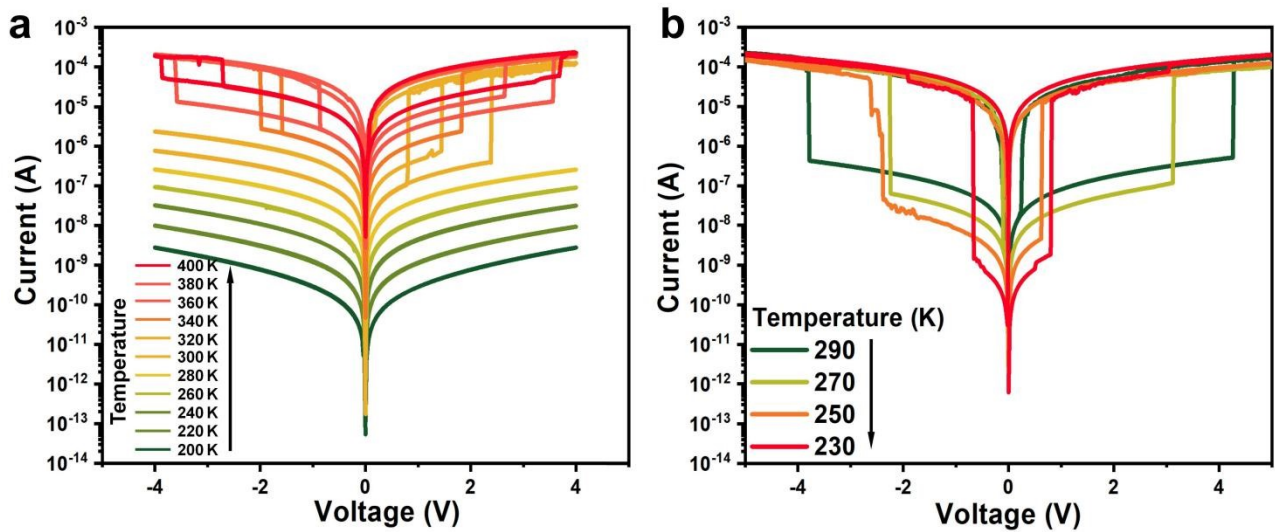 a
10⁻³
10⁻⁴
10⁻⁵
10⁻⁶
10⁻⁷
10⁻⁸
10⁻⁹
10⁻¹⁰
10⁻¹¹
10⁻¹²
10⁻¹³
10⁻¹⁴
Current (A)
Temperature
400 K
380 K
360 K
340 K
320 K
300 K
280 K
260 K
240 K
220 K
200 K
-4 -2 0 2 4
Voltage (V)
b
10⁻³
10⁻⁴
10⁻⁵
10⁻⁶
10⁻⁷
10⁻⁸
10⁻⁹
10⁻¹⁰
10⁻¹¹
10⁻¹²
10⁻¹³
10⁻¹⁴
Current (A)
Temperature (K)
290
270
250
230
-4 -2 0 2 4
Voltage (V)